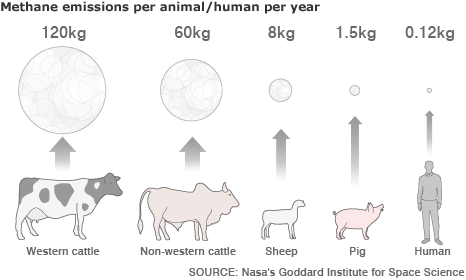 Methane emissions per animal/human per year
120kg 60kg 8kg 1.5kg 0.12kg
Western cattle Non-western cattle Sheep Pig Human
SOURCE: Nasa's Goddard Institute for Space Science